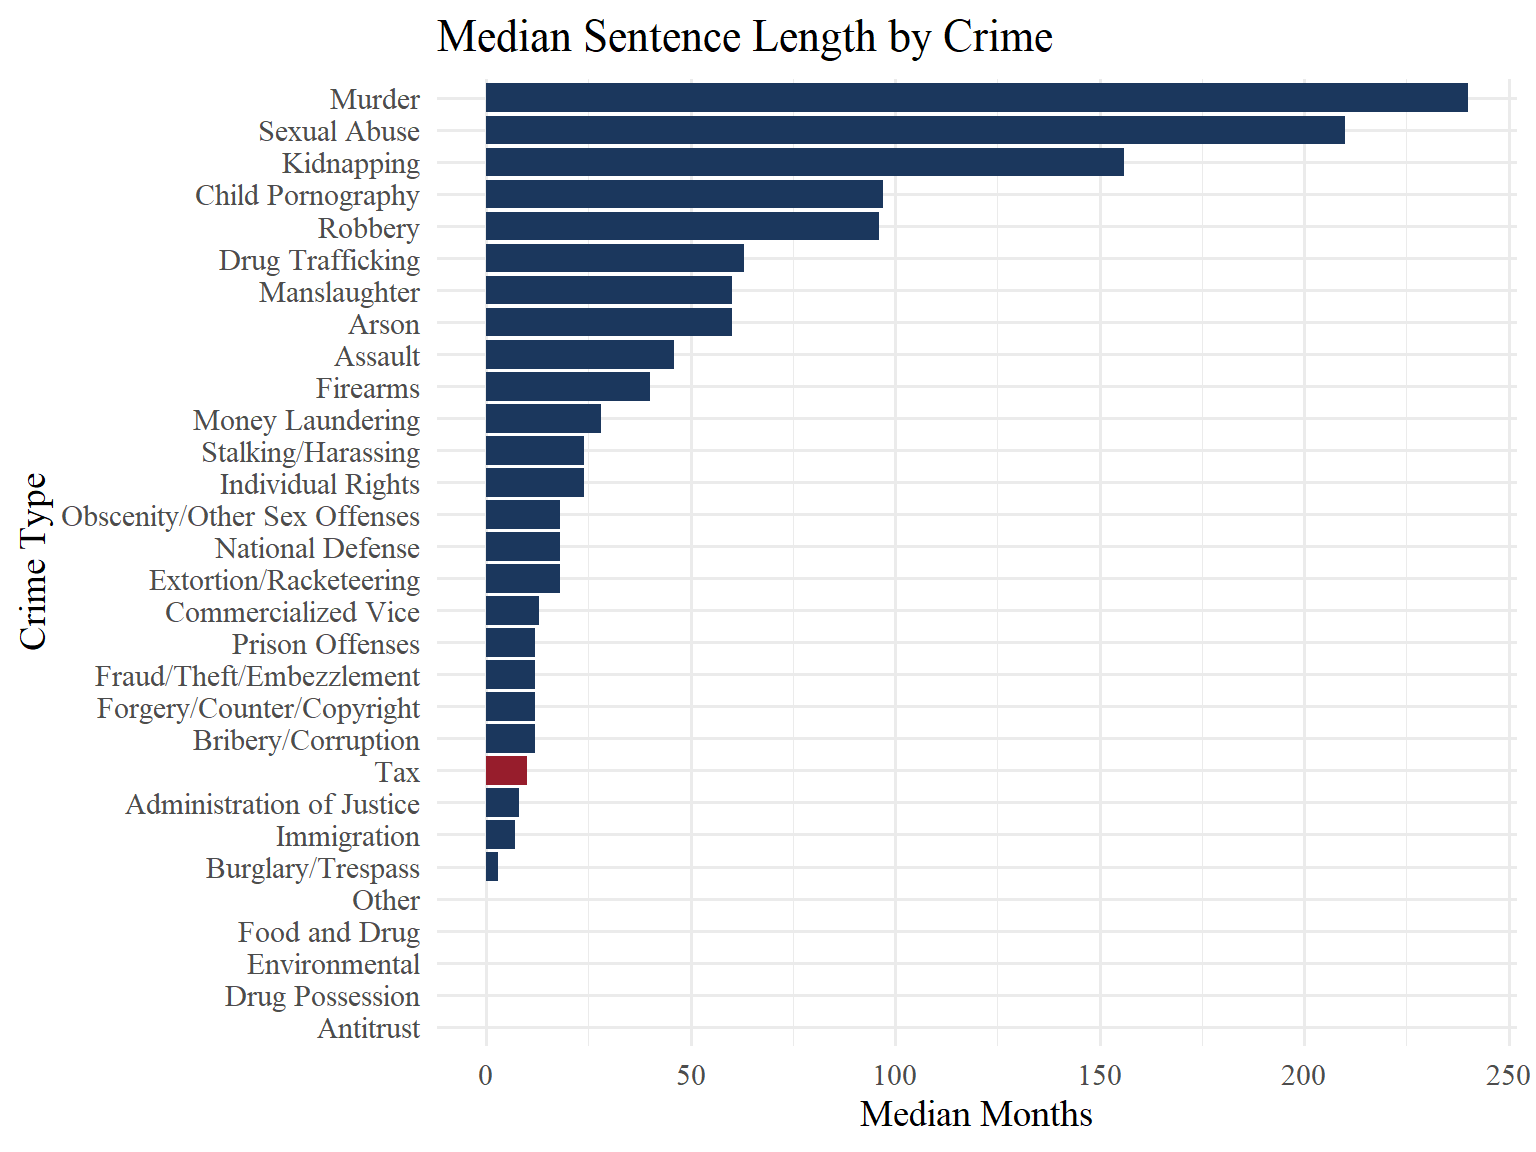 Median Sentence Length by Crime
Murder
Sexual Abuse
Kidnapping
Child Pornography
Robbery
Drug Trafficking
Manslaughter
Arson
Assault
Firearms
Money Laundering
Stalking/Harassing
Individual Rights
Obscenity/Other Sex Offenses
National Defense
Extortion/Racketeering
Commercialized Vice
Prison Offenses
Fraud/Theft/Embezzlement
Forgery/Counter/Copyright
Bribery/Corruption
Tax
Administration of Justice
Immigration
Burglary/Trespass
Other
Food and Drug
Environmental
Drug Possession
Antitrust
Crime Type
0 50 100 150 200 250
Median Months